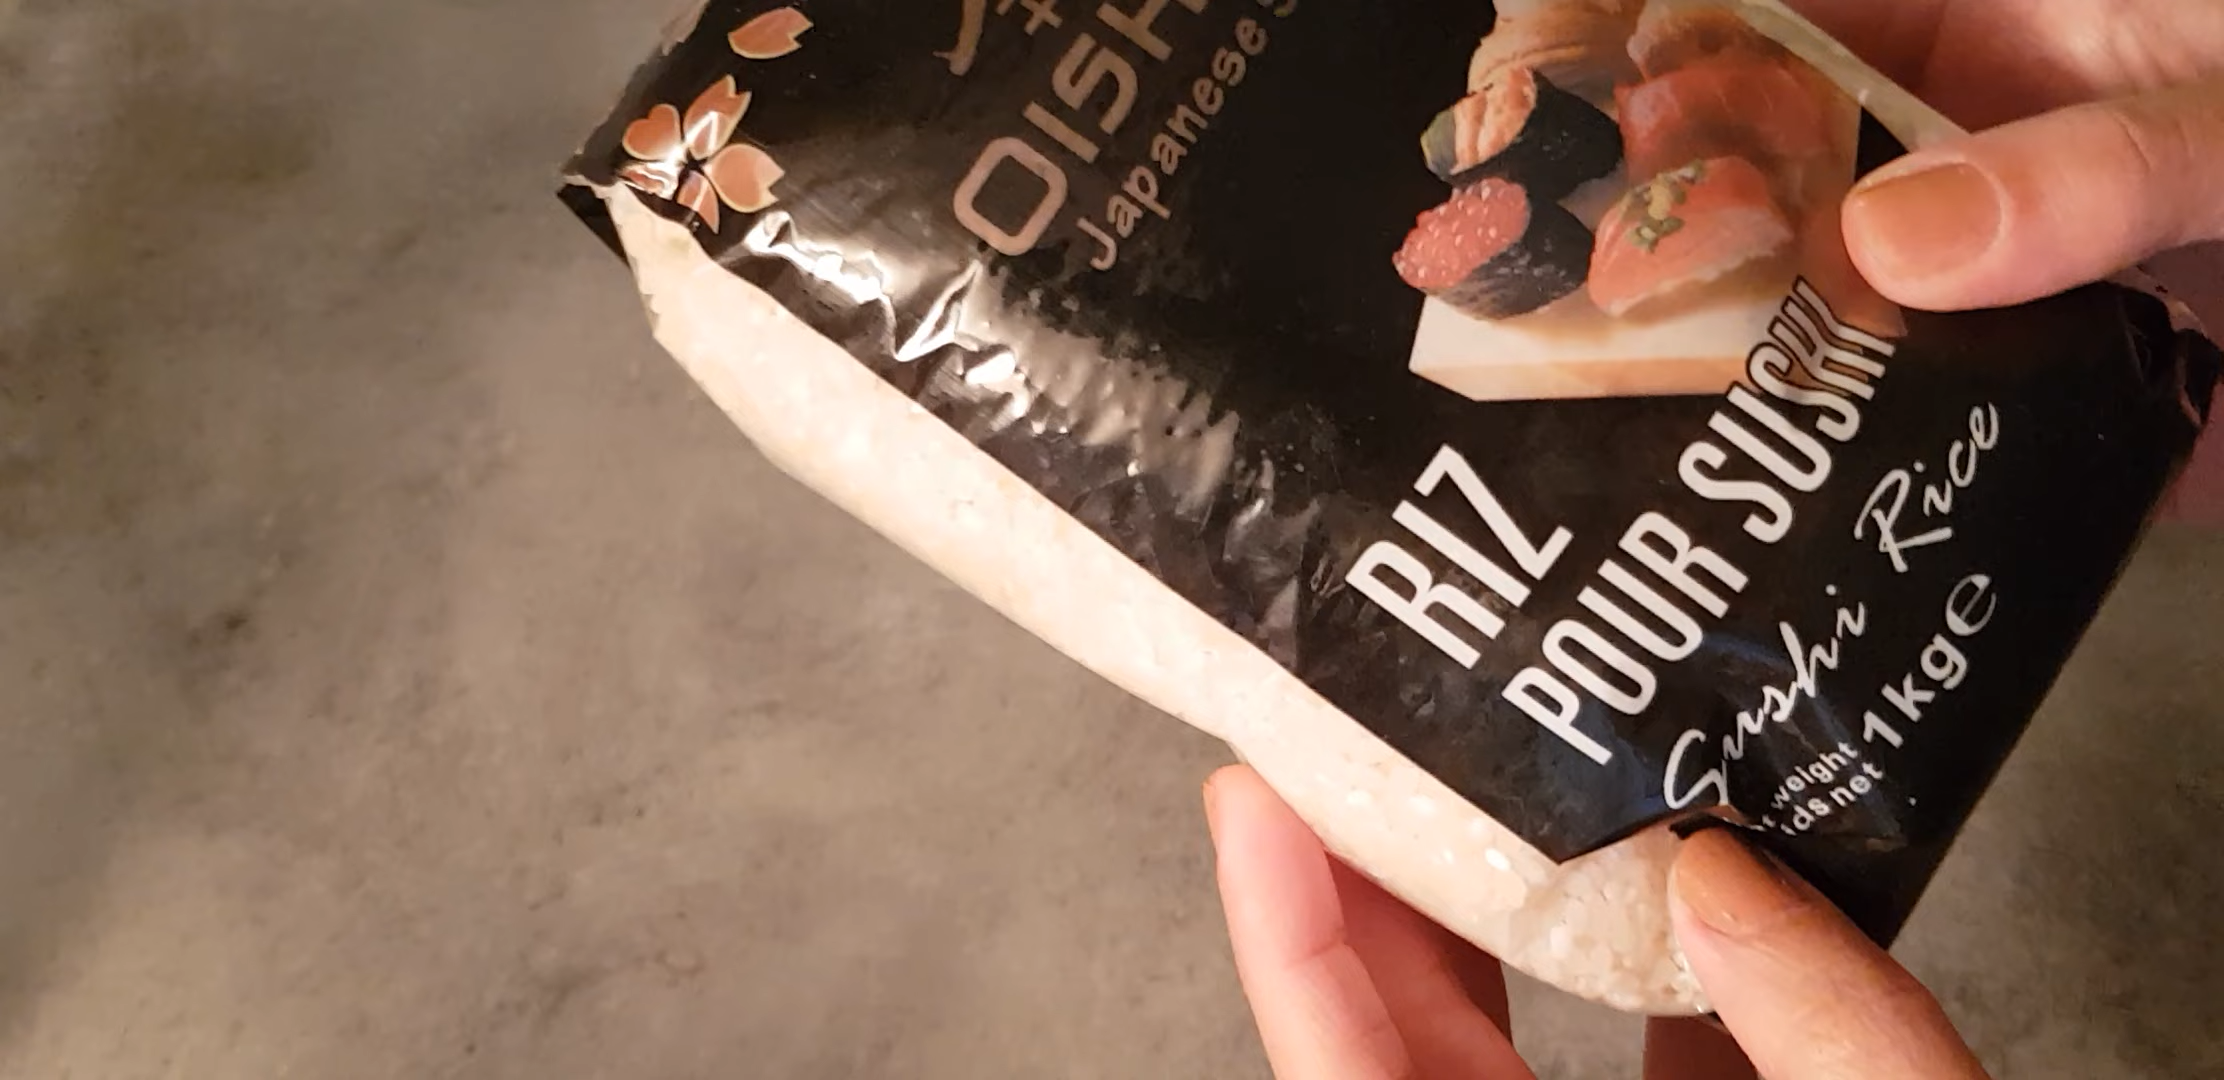 OISH
Japanese
RIZ
POUR SUSHI
Sushi Rice
weight
net
1kg e